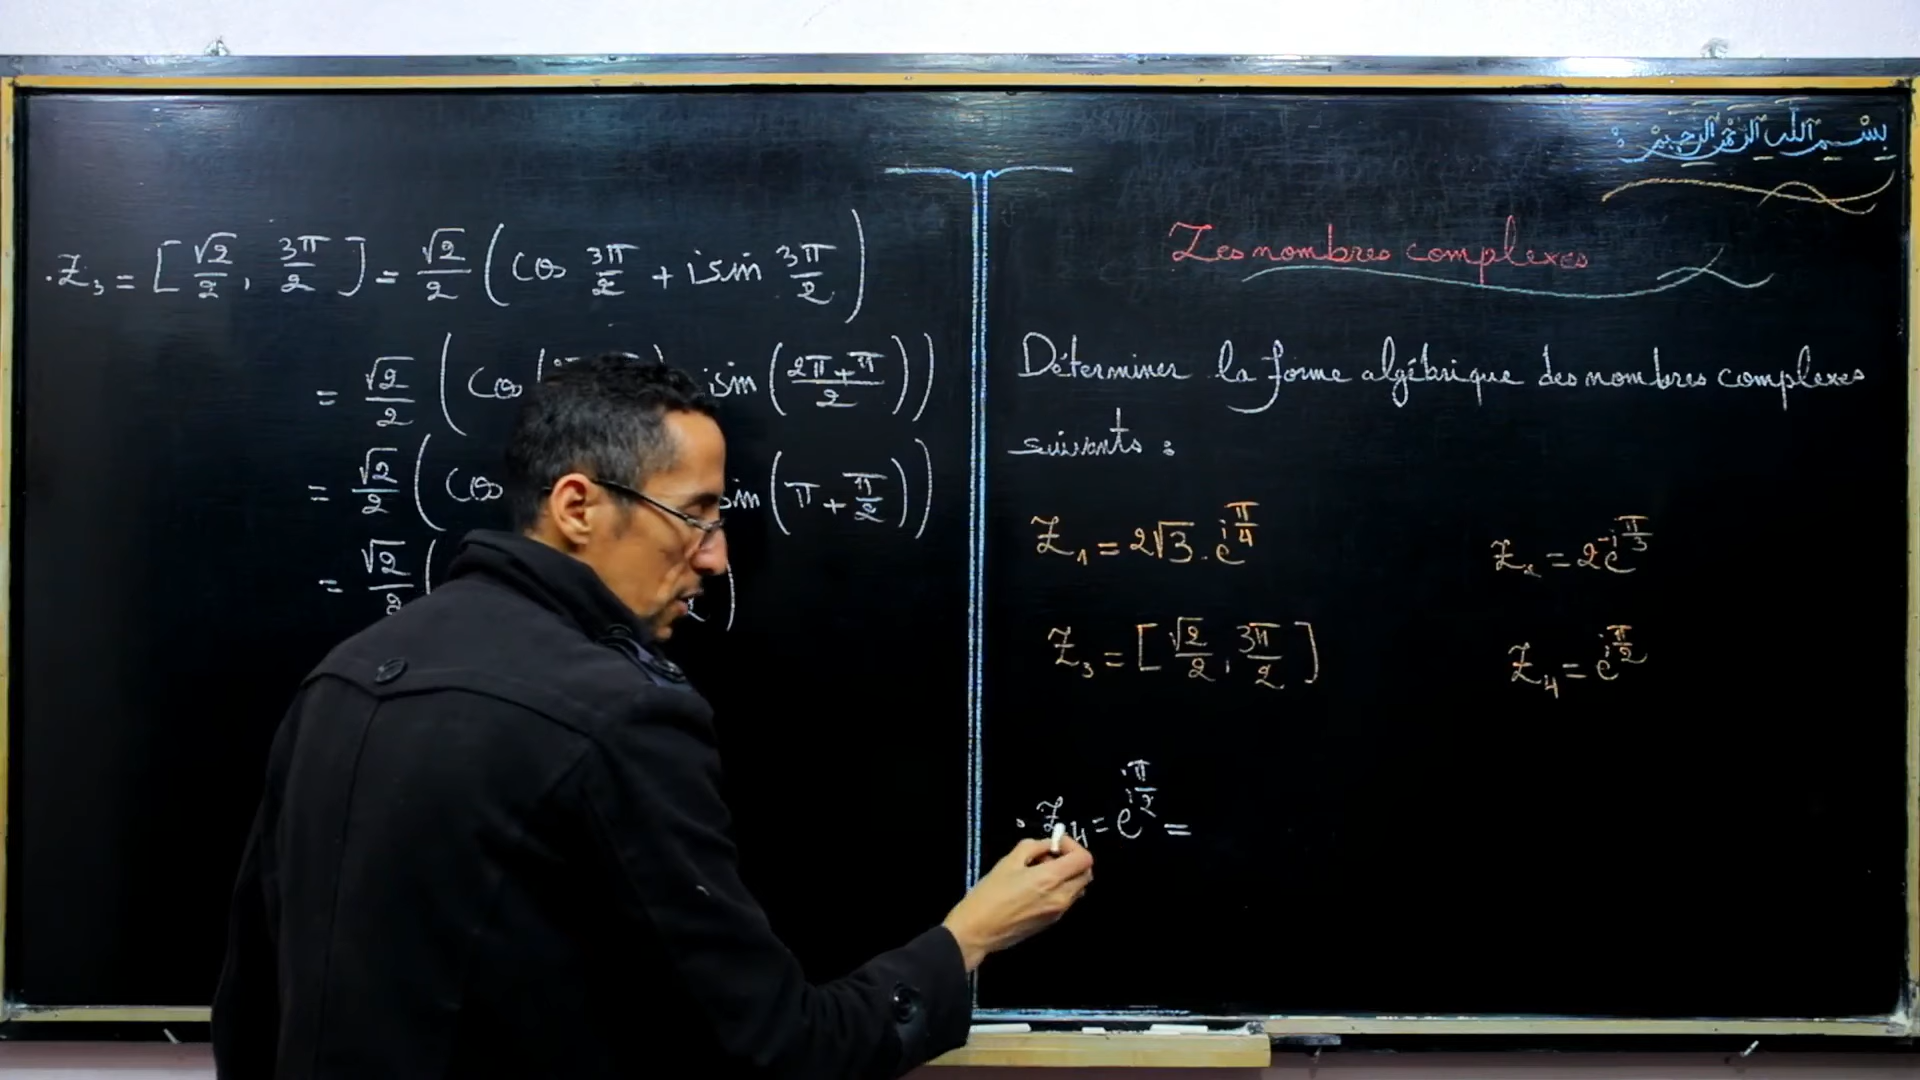 بسم الله الرحمن الرحيم :
Les nombres complexes
Déterminer la forme algébrique des nombres complexes
suivants :
Z₁ = 2√3 . e^{iπ/4}
Z₂ = 2e^{-iπ/3}
Z₃ = [√2/2, 3π/2]
Z₄ = e^{iπ/2}
. Z₄ = e^{iπ/2} =
. Z₃ = [√2/2, 3π/2] = √2/2 (cos 3π/2 + i sin 3π/2)
= √2/2 (cos ( i sin ((2π+π)/2))
= √2/2 (cos sin (π + π/2))
= √2/2 ( )